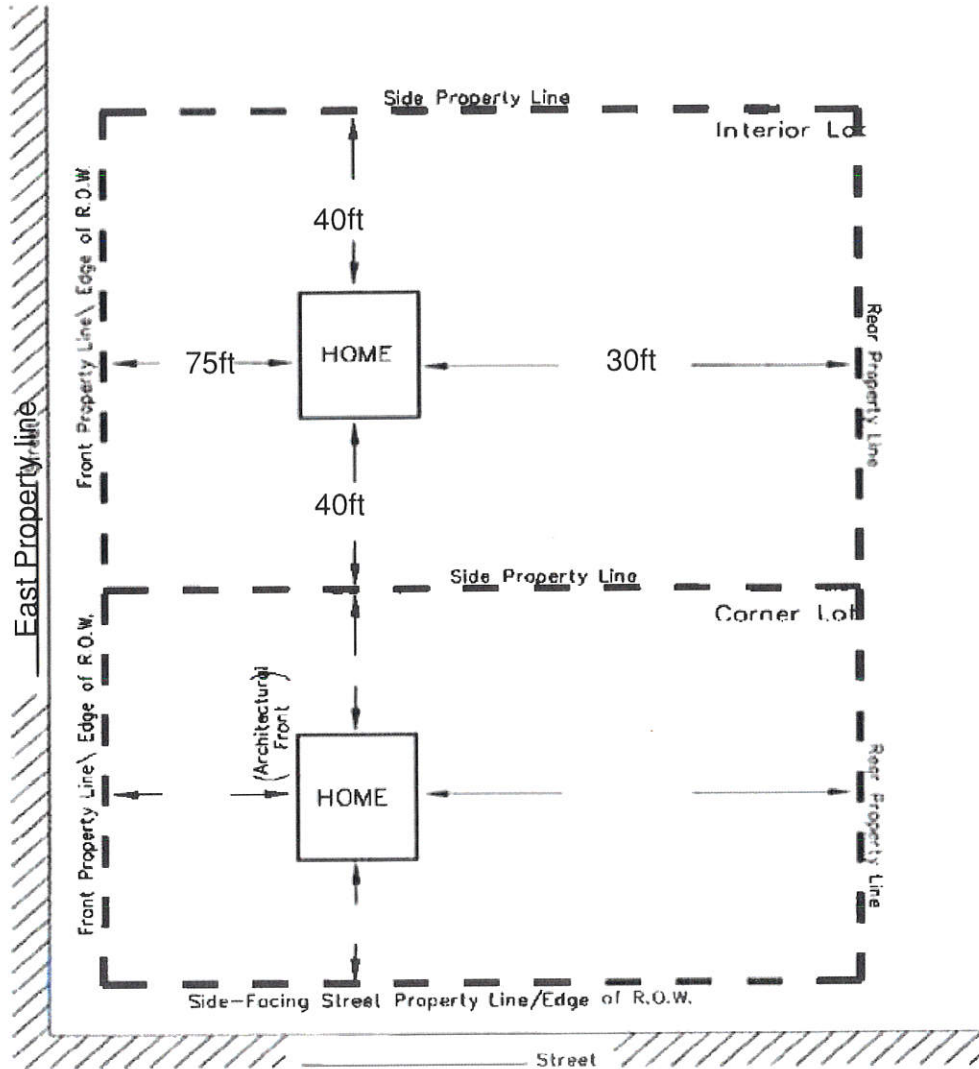 Side Property Line
Interior Lot
Front Property Line\ Edge of R.O.W.
40ft
HOME
75ft
30ft
Rear Property Line
East Property line
40ft
Side Property Line
Corner Lot
Front Property Line\ Edge of R.O.W.
(Architectural
Front)
HOME
Rear Property Line
Side-Facing Street Property Line/Edge of R.O.W.
Street